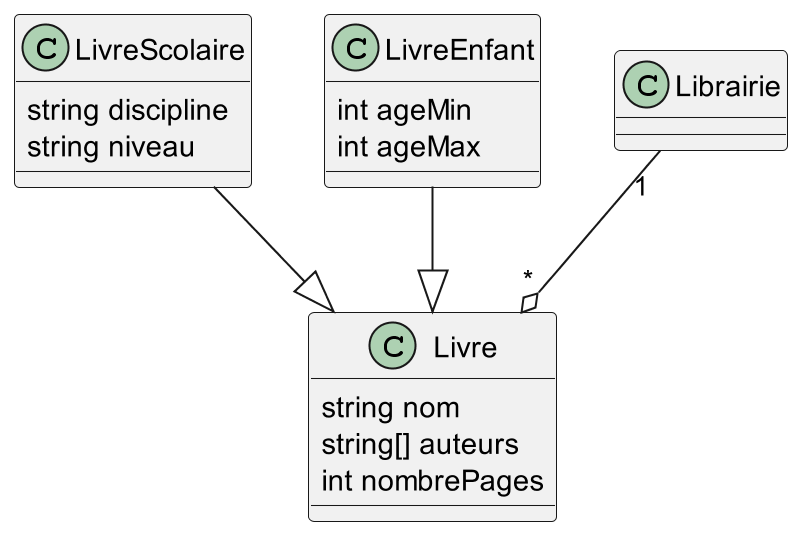 C LivreScolaire
string discipline
string niveau
C LivreEnfant
int ageMin
int ageMax
C Librairie
1
*
C Livre
string nom
string[] auteurs
int nombrePages